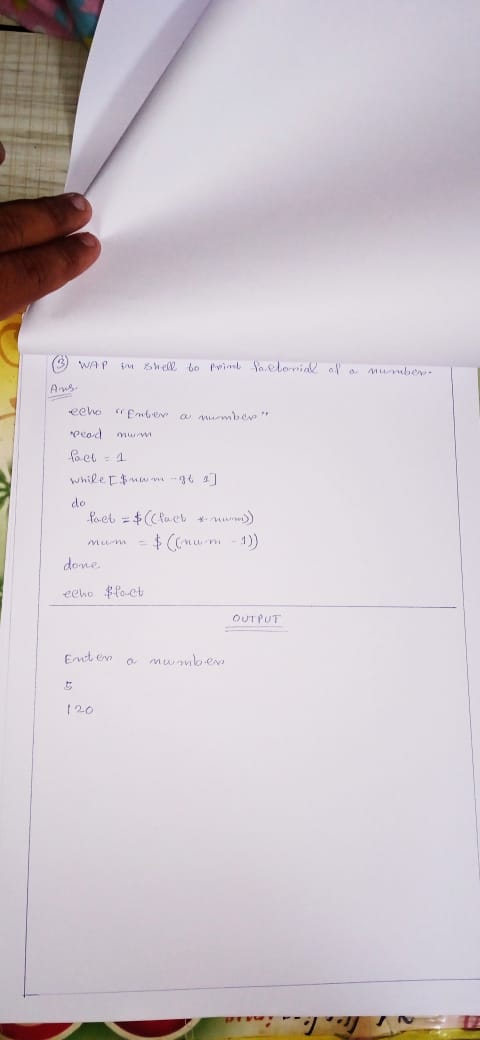 ③ WAP in shell to print factorial of a number.
Ans.
echo "Enter a number"
read num
fact = 1
while [ $num -gt 1]
do
fact = $((fact * num))
num = $((num - 1))
done
echo $fact
OUTPUT
Enter a number
5
120